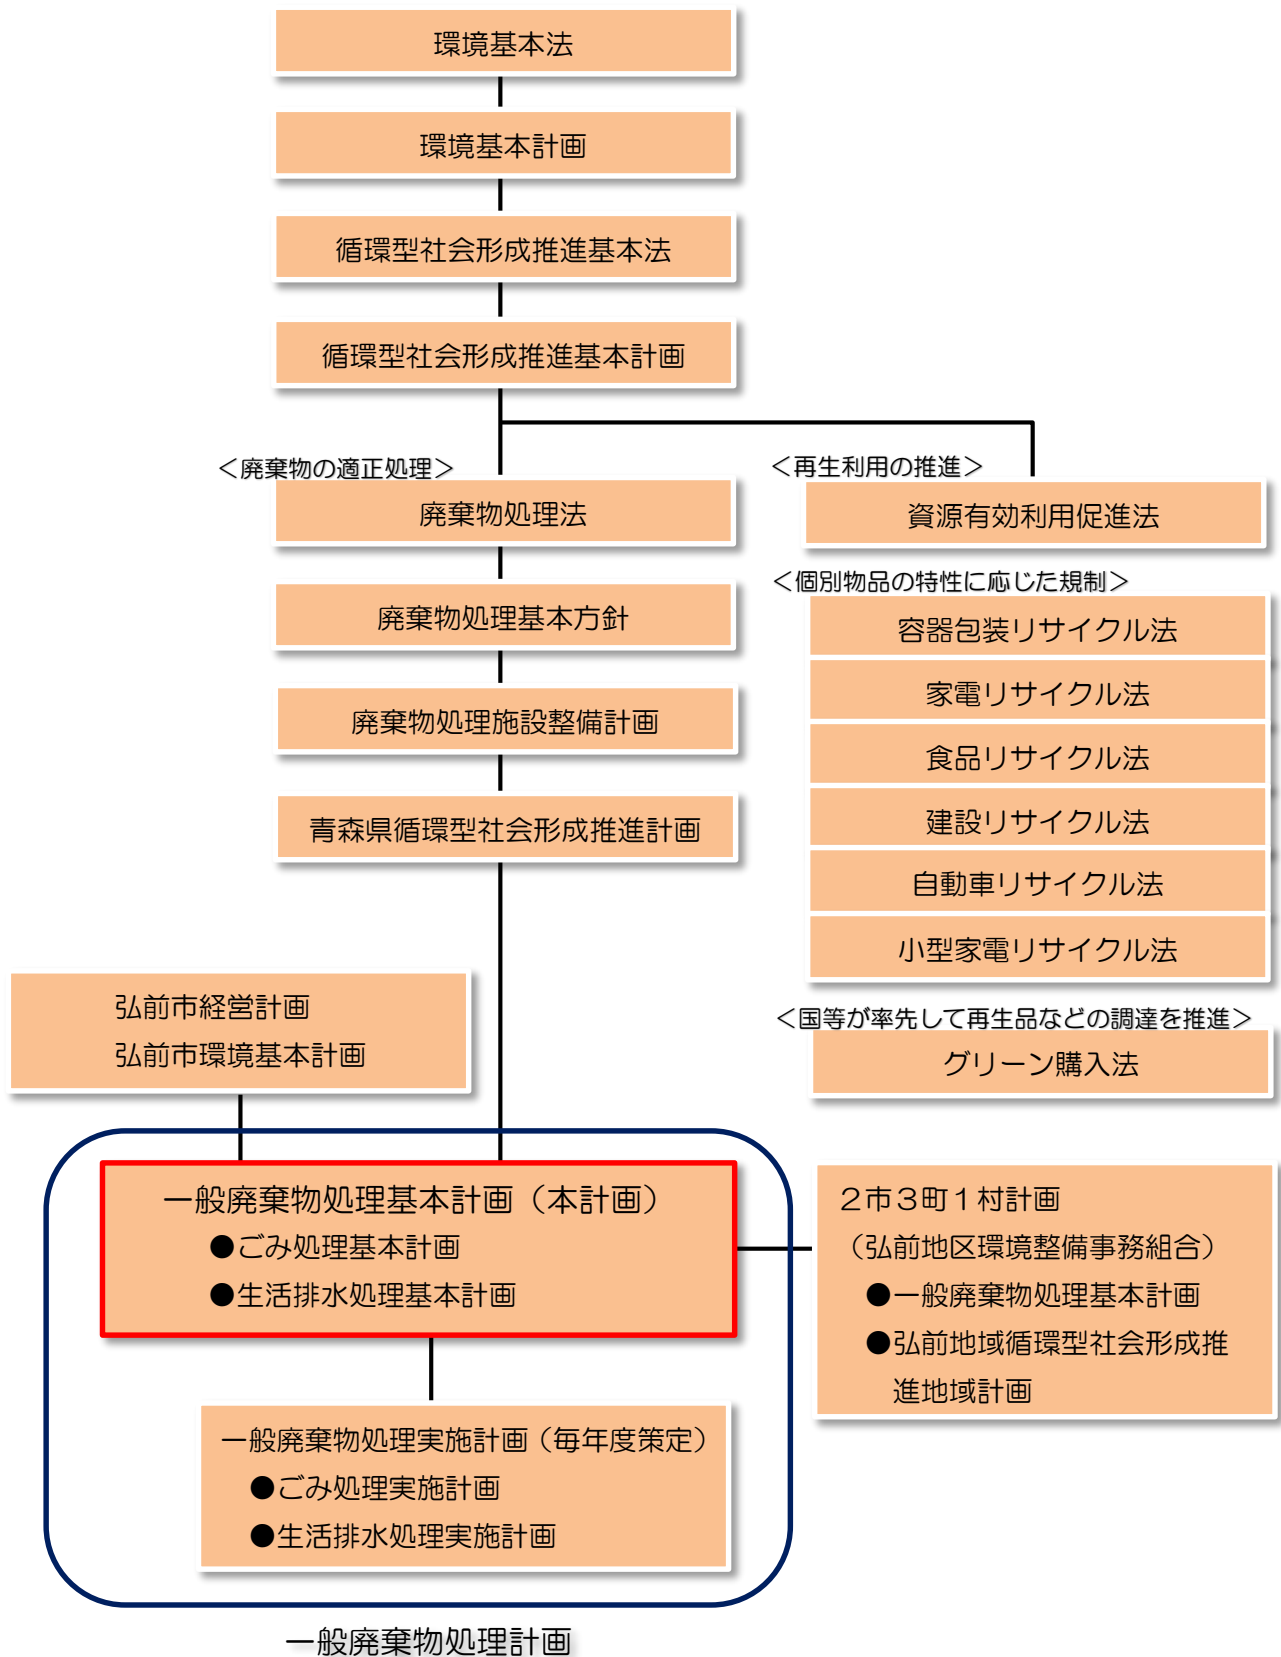 環境基本法
環境基本計画
循環型社会形成推進基本法
循環型社会形成推進基本計画
＜廃棄物の適正処理＞
廃棄物処理法
廃棄物処理基本方針
廃棄物処理施設整備計画
青森県循環型社会形成推進計画
＜再生利用の推進＞
資源有効利用促進法
＜個別物品の特性に応じた規制＞
容器包装リサイクル法
家電リサイクル法
食品リサイクル法
建設リサイクル法
自動車リサイクル法
小型家電リサイクル法
＜国等が率先して再生品などの調達を推進＞
グリーン購入法
弘前市経営計画
弘前市環境基本計画
一般廃棄物処理基本計画（本計画）
●ごみ処理基本計画
●生活排水処理基本計画
２市３町１村計画
（弘前地区環境整備事務組合）
●一般廃棄物処理基本計画
●弘前地域循環型社会形成推
進地域計画
一般廃棄物処理実施計画（毎年度策定）
●ごみ処理実施計画
●生活排水処理実施計画
一般廃棄物処理計画